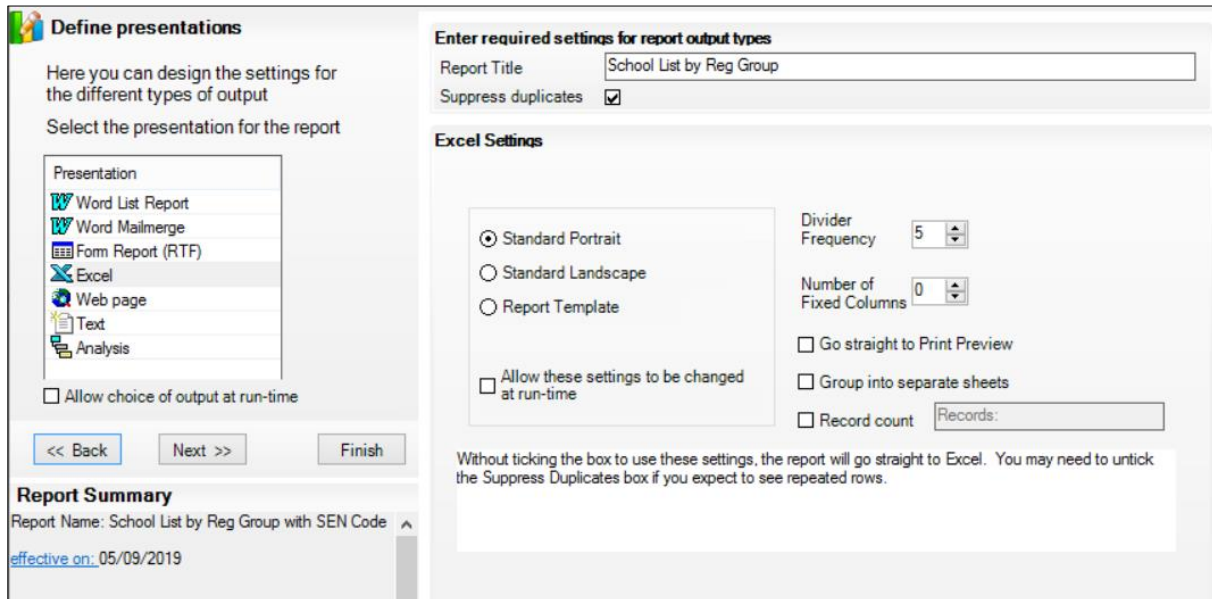 Define presentations
Here you can design the settings for
the different types of output
Select the presentation for the report
Presentation
Word List Report
Word Mailmerge
Form Report (RTF)
Excel
Web page
Text
Analysis
Allow choice of output at run-time
<< Back
Next >>
Finish
Report Summary
Report Name: School List by Reg Group with SEN Code
effective on: 05/09/2019
Enter required settings for report output types
Report Title
School List by Reg Group
Suppress duplicates
Excel Settings
Standard Portrait
Standard Landscape
Report Template
Allow these settings to be changed
at run-time
Divider
Frequency
5
Number of
Fixed Columns
0
Go straight to Print Preview
Group into separate sheets
Record count
Records:
Without ticking the box to use these settings, the report will go straight to Excel. You may need to untick
the Suppress Duplicates box if you expect to see repeated rows.